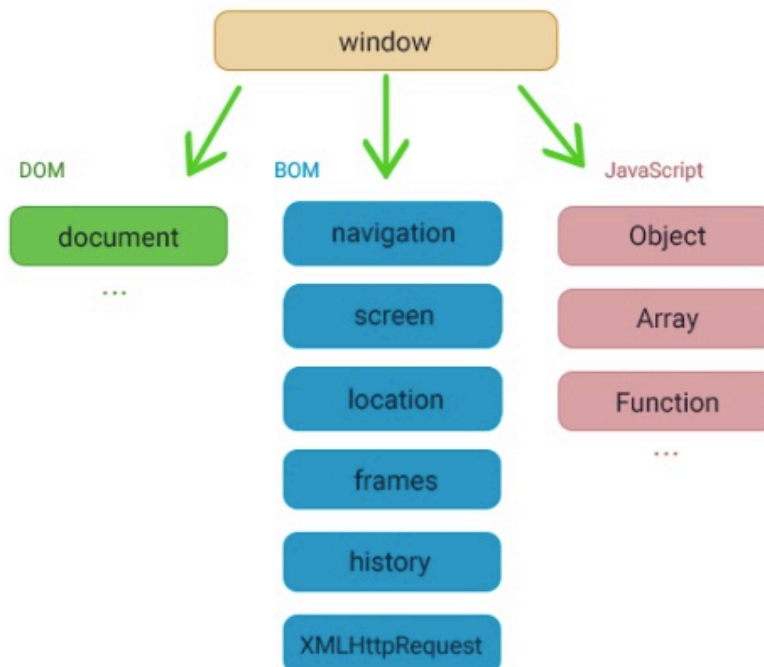 window
DOM
BOM
JavaScript
document
navigation
Object
...
screen
Array
location
Function
...
frames
history
XMLHttpRequest